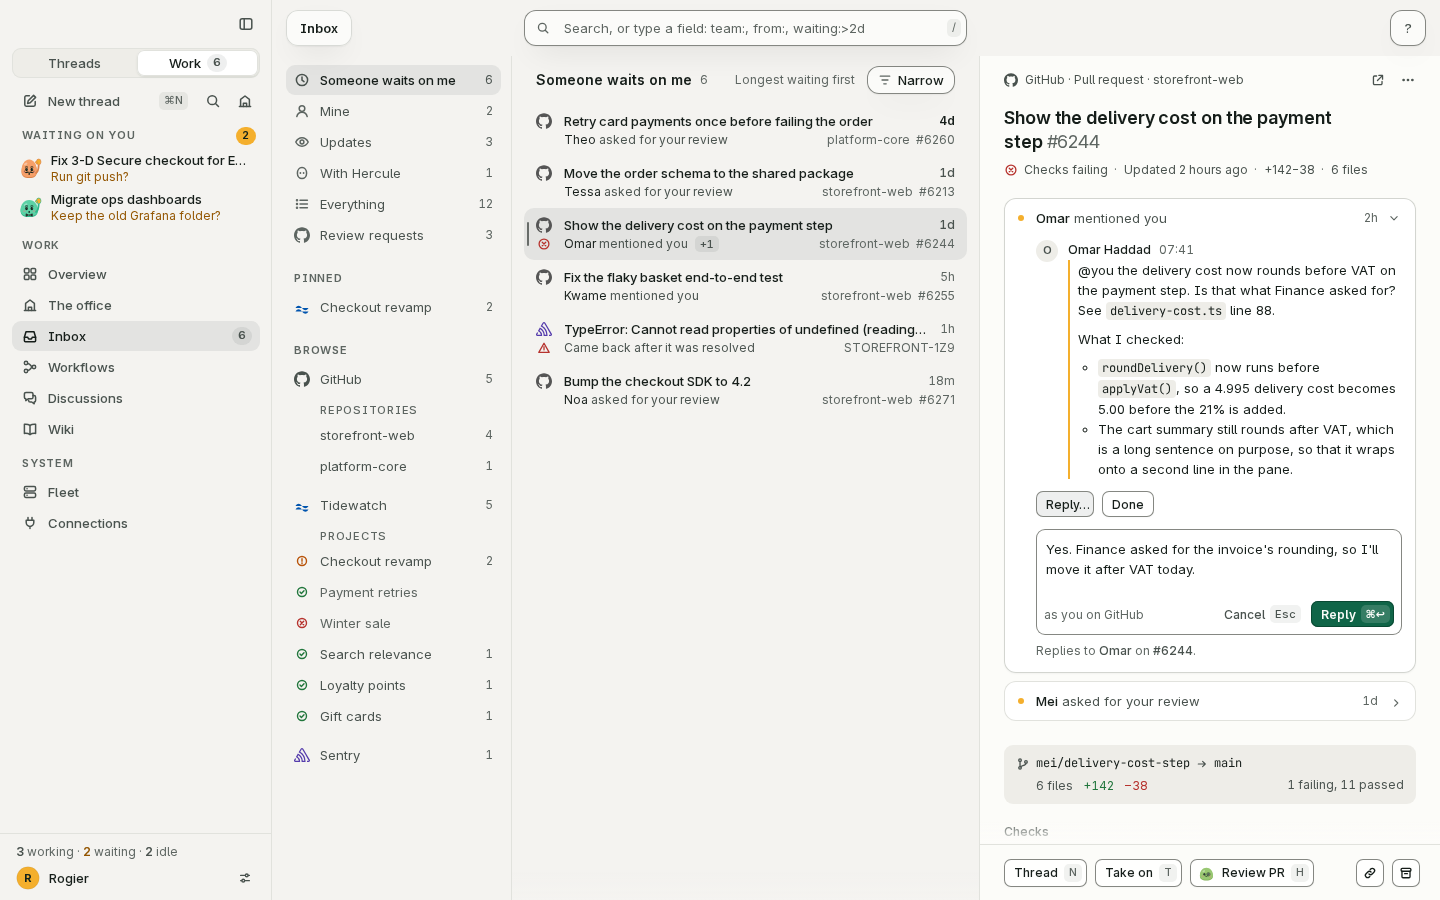 Threads
Work 6
New thread ⌘N
WAITING ON YOU 2
Fix 3-D Secure checkout for E…
Run git push?
Migrate ops dashboards
Keep the old Grafana folder?
WORK
Overview
The office
Inbox 6
Workflows
Discussions
Wiki
SYSTEM
Fleet
Connections
3 working · 2 waiting · 2 idle
R Rogier
Inbox
Someone waits on me 6
Mine 2
Updates 3
With Hercule 1
Everything 12
Review requests 3
PINNED
Checkout revamp 2
BROWSE
GitHub 5
REPOSITORIES
storefront-web 4
platform-core 1
Tidewatch 5
PROJECTS
Checkout revamp 2
Payment retries
Winter sale
Search relevance 1
Loyalty points 1
Gift cards 1
Sentry 1
Search, or type a field: team:, from:, waiting:>2d /
?
Someone waits on me 6 Longest waiting first Narrow
Retry card payments once before failing the order 4d
Theo asked for your review platform-core #6260
Move the order schema to the shared package 1d
Tessa asked for your review storefront-web #6213
Show the delivery cost on the payment step 1d
Omar mentioned you +1 storefront-web #6244
Fix the flaky basket end-to-end test 5h
Kwame mentioned you storefront-web #6255
TypeError: Cannot read properties of undefined (reading… 1h
Came back after it was resolved STOREFRONT-1Z9
Bump the checkout SDK to 4.2 18m
Noa asked for your review storefront-web #6271
GitHub · Pull request · storefront-web
Show the delivery cost on the payment
step #6244
Checks failing · Updated 2 hours ago · +142−38 · 6 files
Omar mentioned you 2h
O Omar Haddad 07:41
@you the delivery cost now rounds before VAT on
the payment step. Is that what Finance asked for?
See delivery-cost.ts line 88.
What I checked:
roundDelivery() now runs before
applyVat(), so a 4.995 delivery cost becomes
5.00 before the 21% is added.
The cart summary still rounds after VAT, which
is a long sentence on purpose, so that it wraps
onto a second line in the pane.
Reply… Done
Yes. Finance asked for the invoice's rounding, so I'll
move it after VAT today.
as you on GitHub Cancel Esc Reply ⌘↩
Replies to Omar on #6244.
Mei asked for your review 1d
mei/delivery-cost-step → main
6 files +142 −38 1 failing, 11 passed
Checks
Thread N Take on T Review PR H